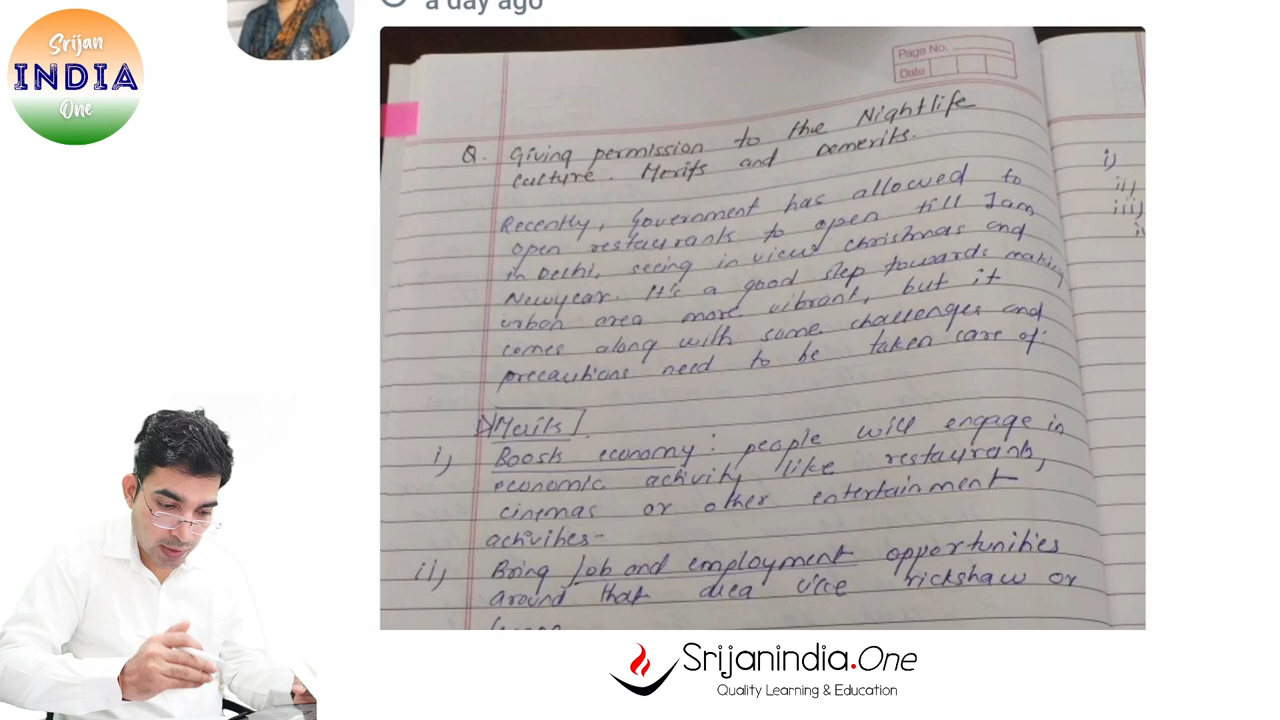 a day ago
Srijan
INDIA
One
Page No.
Date
Q. Giving permission to the Nightlife
culture. Merits and Demerits.
Recently, Government has allowed to
open restaurants to open till 1am
in Delhi, seeing in view christmas and
Newyear. It's a good step towards making
urban area more vibrant, but it
comes along with some challenges and
precautions need to be taken care of.
Merits
i) Boosts economy: people will engage in
economic activity like restaurants,
cinemas or other entertainment
activities-
ii) Bring job and employment opportunities
around that area rickshaw or
i)
ii)
iii)
Srijanindia.One
Quality Learning & Education